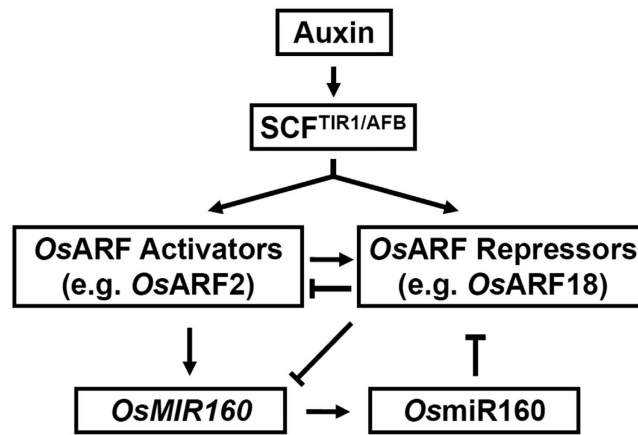 Auxin
SCFTIR1/AFB
OsARF Activators
(e.g. OsARF2)
OsARF Repressors
(e.g. OsARF18)
OsMIR160
OsmiR160